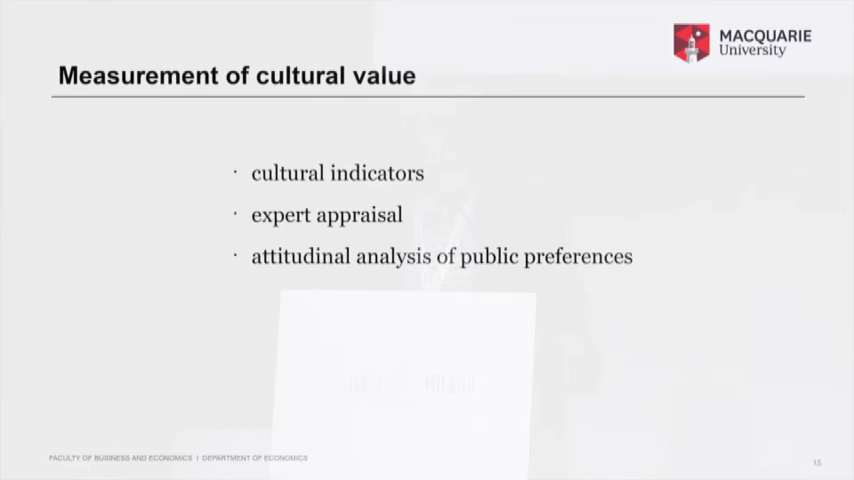 MACQUARIE
University
Measurement of cultural value
· cultural indicators
· expert appraisal
· attitudinal analysis of public preferences
FACULTY OF BUSINESS AND ECONOMICS I DEPARTMENT OF ECONOMICS
15